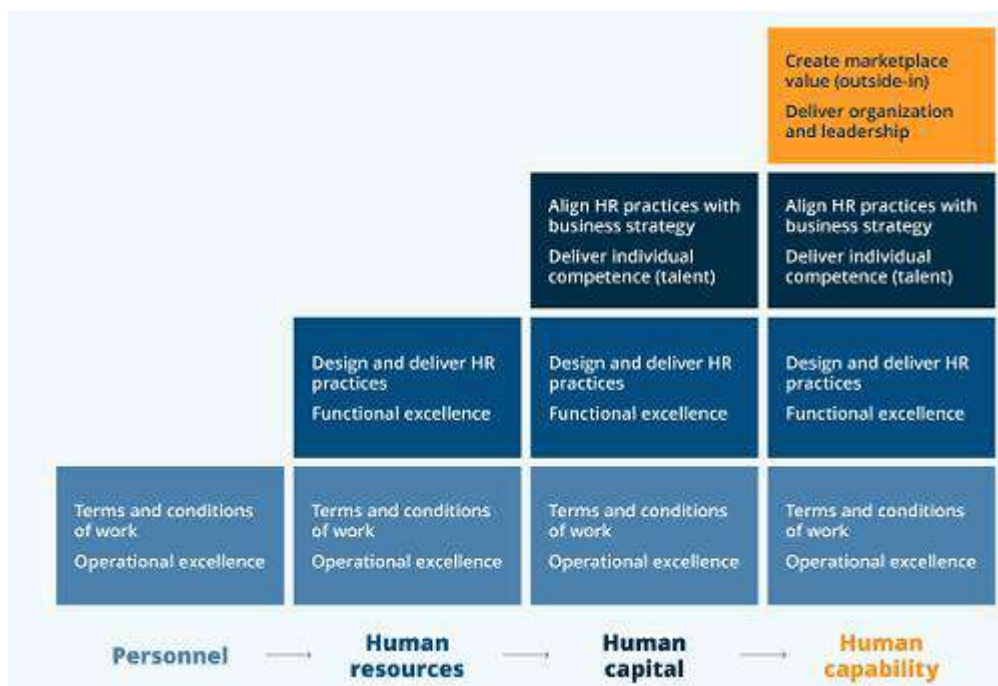 Create marketplace
value (outside-in)
Deliver organization
and leadership
Align HR practices with
business strategy
Deliver individual
competence (talent)
Align HR practices with
business strategy
Deliver individual
competence (talent)
Design and deliver HR
practices
Functional excellence
Design and deliver HR
practices
Functional excellence
Design and deliver HR
practices
Functional excellence
Terms and conditions
of work
Operational excellence
Terms and conditions
of work
Operational excellence
Terms and conditions
of work
Operational excellence
Terms and conditions
of work
Operational excellence
Personnel
Human
resources
Human
capital
Human
capability